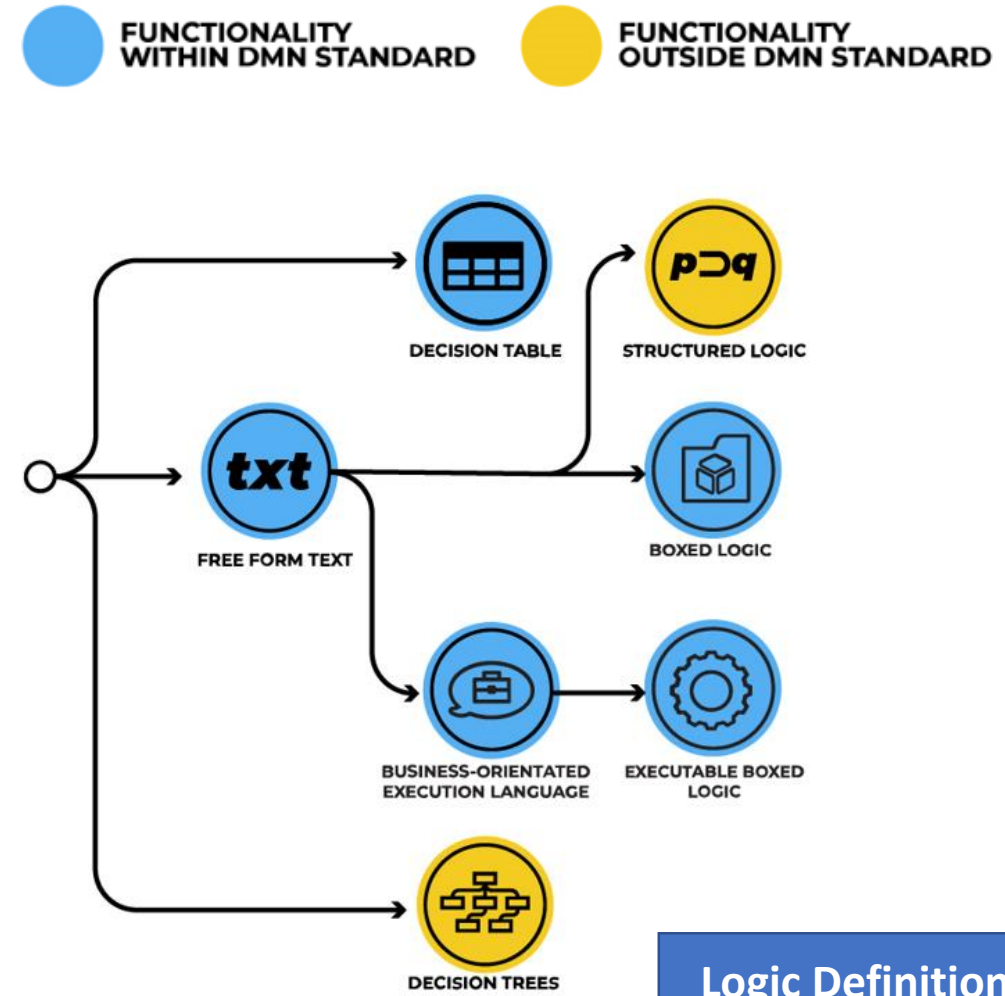 FUNCTIONALITY
WITHIN DMN STANDARD
FUNCTIONALITY
OUTSIDE DMN STANDARD
DECISION TABLE
p⊃q
STRUCTURED LOGIC
txt
FREE FORM TEXT
BOXED LOGIC
BUSINESS-ORIENTATED
EXECUTION LANGUAGE
EXECUTABLE BOXED
LOGIC
DECISION TREES
Logic Definition